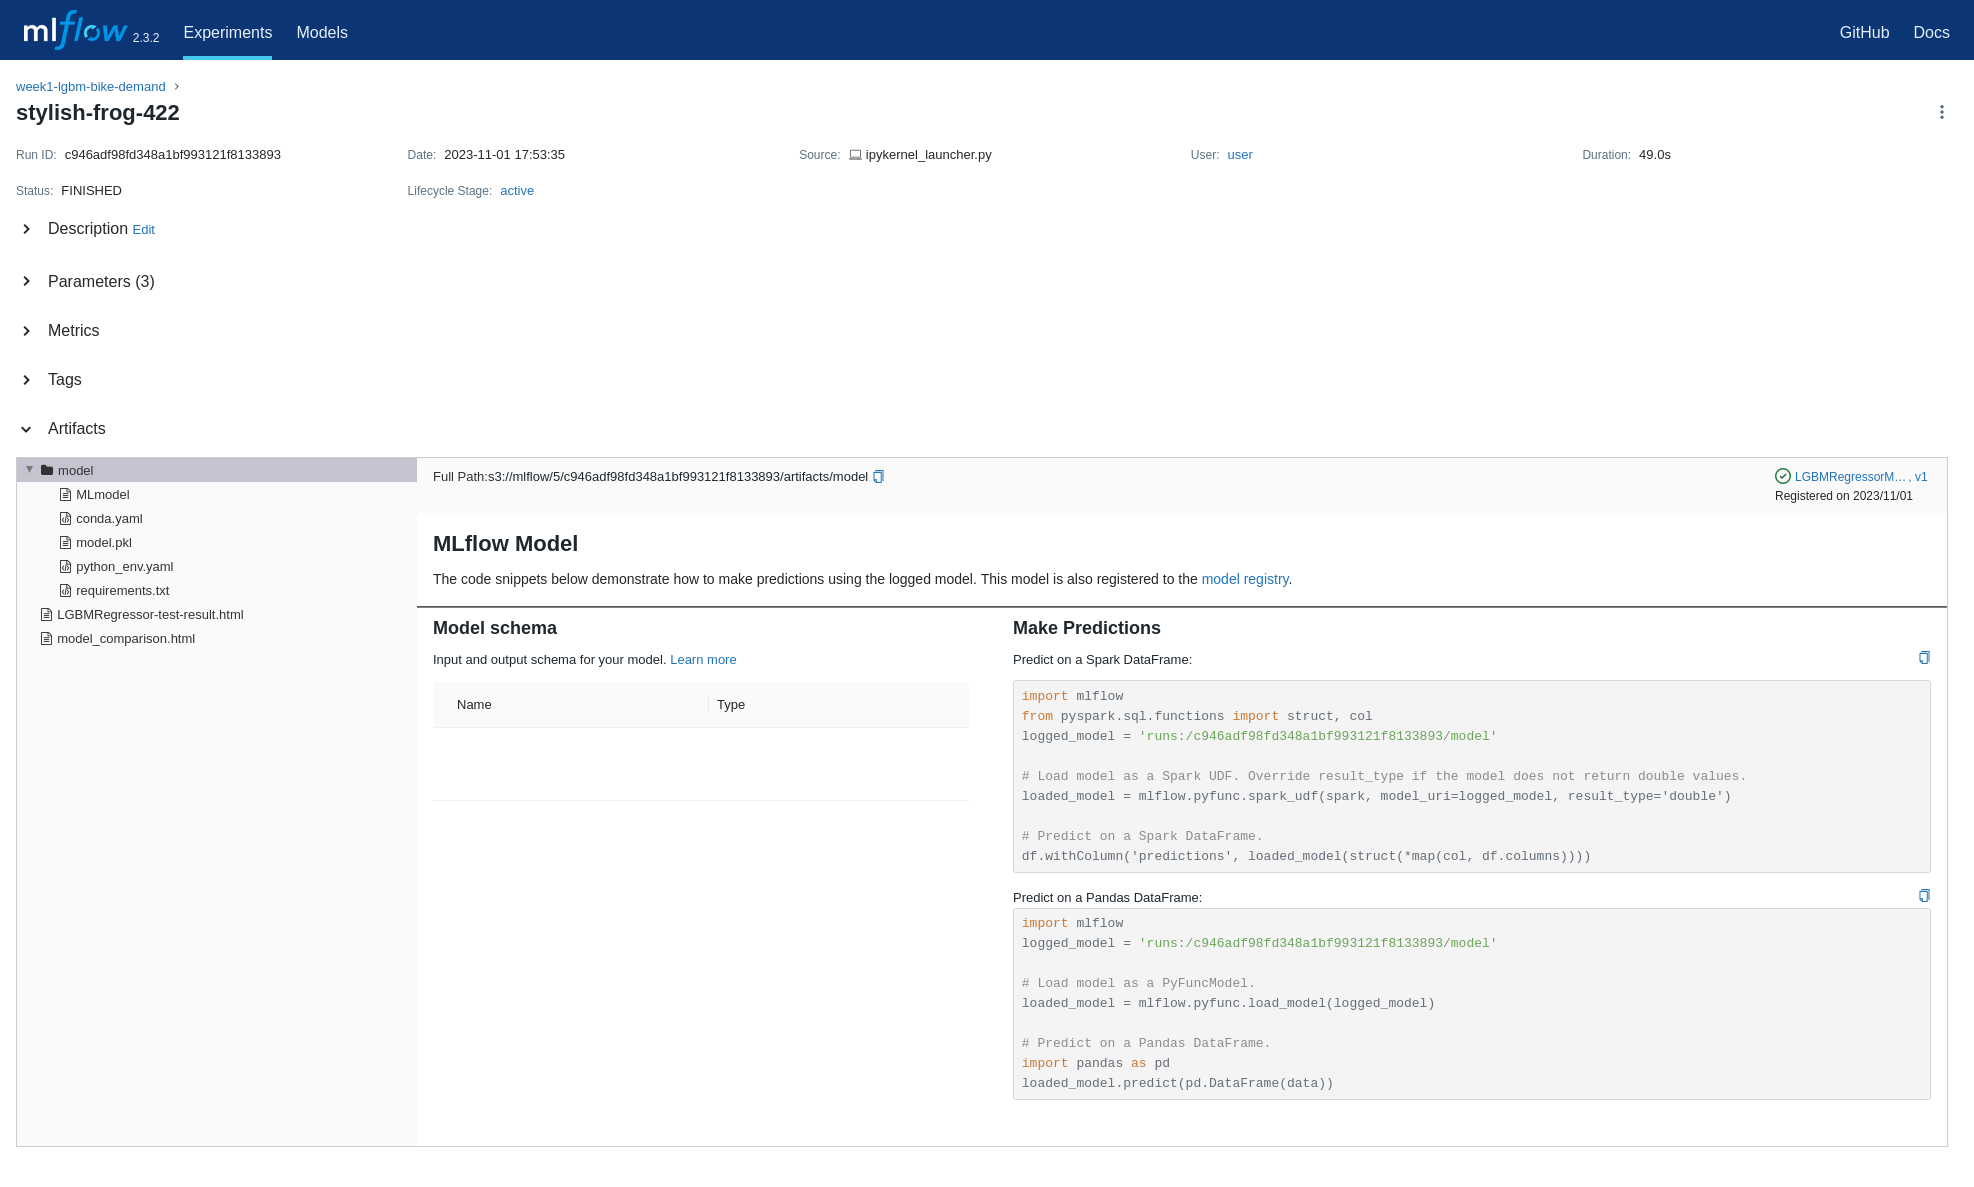 mlflow 2.3.2 Experiments Models GitHub Docs
week1-lgbm-bike-demand
stylish-frog-422
Run ID: c946adf98fd348a1bf993121f8133893 Date: 2023-11-01 17:53:35 Source: ipykernel_launcher.py User: user Duration: 49.0s
Status: FINISHED Lifecycle Stage: active
Description Edit
Parameters (3)
Metrics
Tags
Artifacts
model
MLmodel
conda.yaml
model.pkl
python_env.yaml
requirements.txt
LGBMRegressor-test-result.html
model_comparison.html
Full Path:s3://mlflow/5/c946adf98fd348a1bf993121f8133893/artifacts/model
LGBMRegressorM… , v1
Registered on 2023/11/01
MLflow Model
The code snippets below demonstrate how to make predictions using the logged model. This model is also registered to the model registry.
Model schema
Input and output schema for your model. Learn more
Name Type
Make Predictions
Predict on a Spark DataFrame:
import mlflow
from pyspark.sql.functions import struct, col
logged_model = 'runs:/c946adf98fd348a1bf993121f8133893/model'
# Load model as a Spark UDF. Override result_type if the model does not return double values.
loaded_model = mlflow.pyfunc.spark_udf(spark, model_uri=logged_model, result_type='double')
# Predict on a Spark DataFrame.
df.withColumn('predictions', loaded_model(struct(*map(col, df.columns))))
Predict on a Pandas DataFrame:
import mlflow
logged_model = 'runs:/c946adf98fd348a1bf993121f8133893/model'
# Load model as a PyFuncModel.
loaded_model = mlflow.pyfunc.load_model(logged_model)
# Predict on a Pandas DataFrame.
import pandas as pd
loaded_model.predict(pd.DataFrame(data))